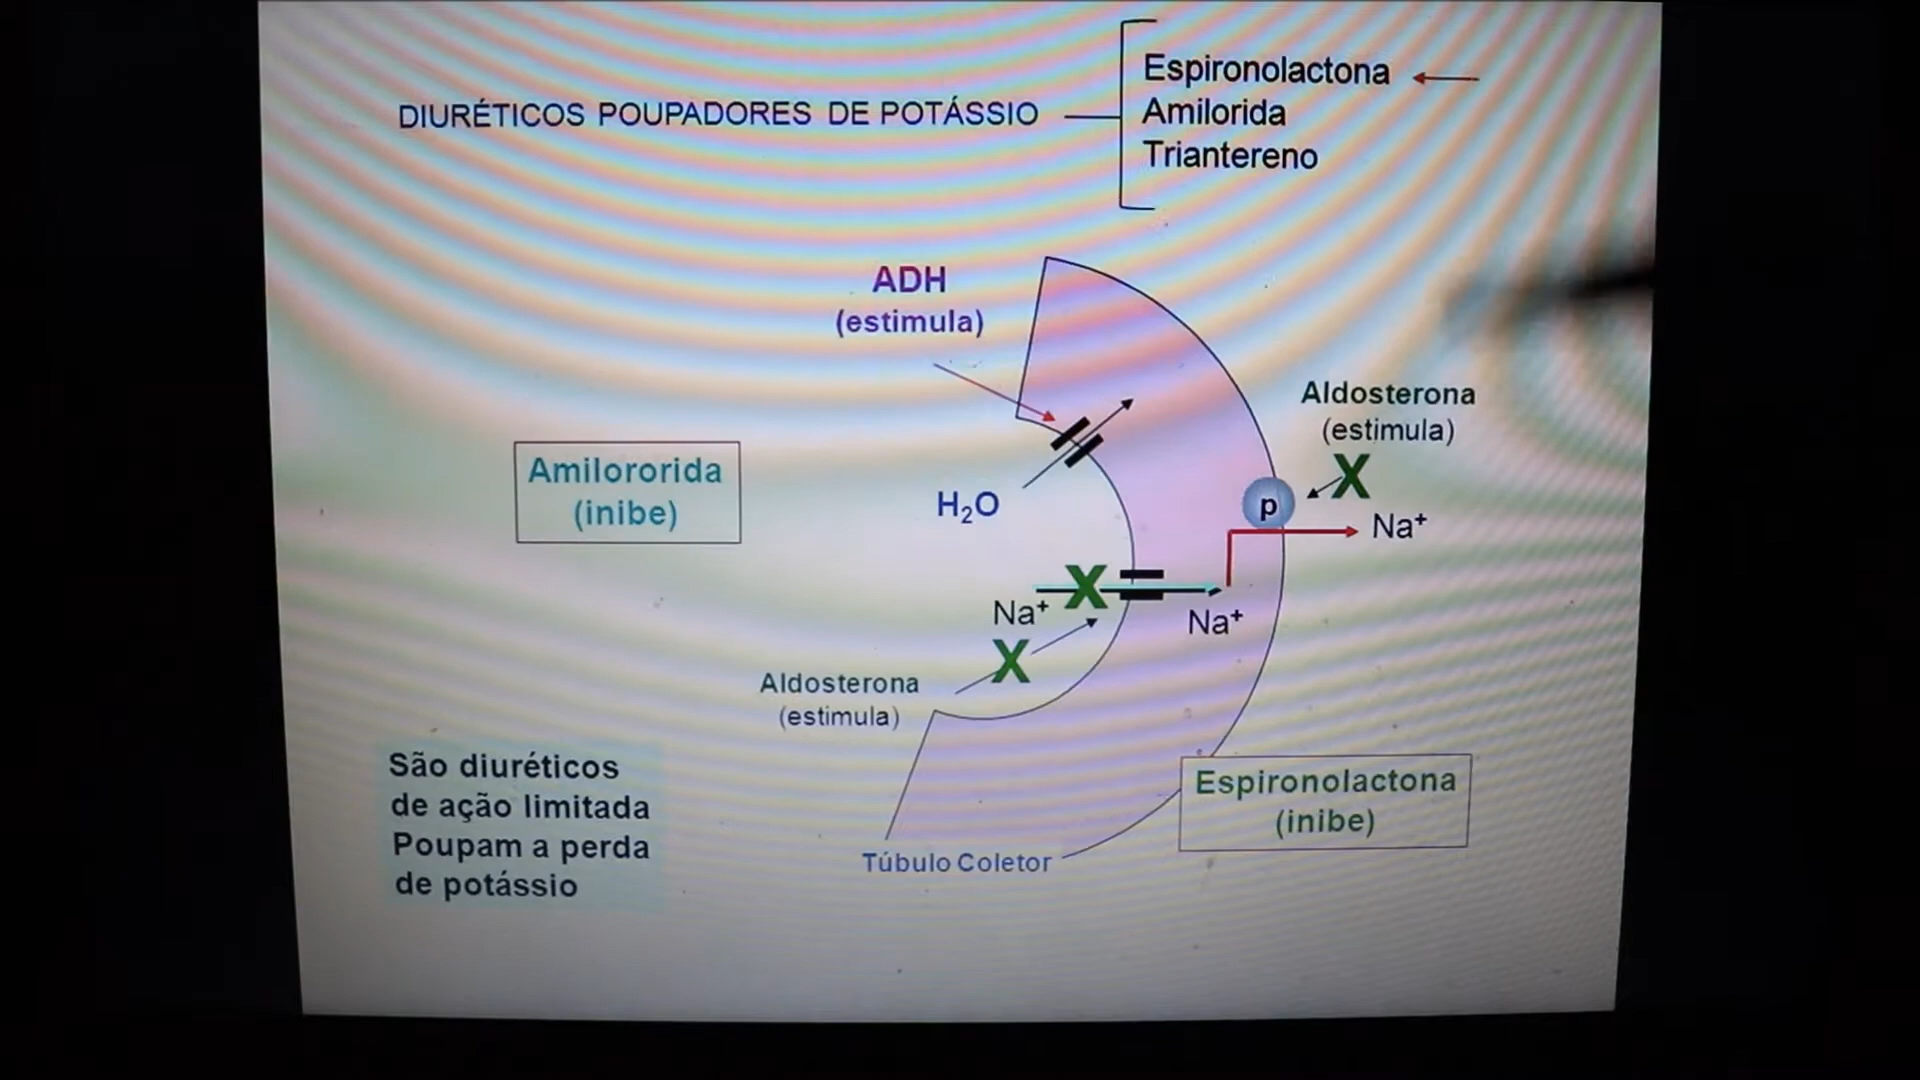 DIURÉTICOS POUPADORES DE POTÁSSIO
Espironolactona
Amilorida
Triantereno
ADH
(estimula)
Aldosterona
(estimula)
Amilororida
(inibe)
H₂O
p
Na⁺
X
X
Na⁺
Na⁺
X
Aldosterona
(estimula)
São diuréticos
de ação limitada
Poupam a perda
de potássio
Espironolactona
(inibe)
Túbulo Coletor